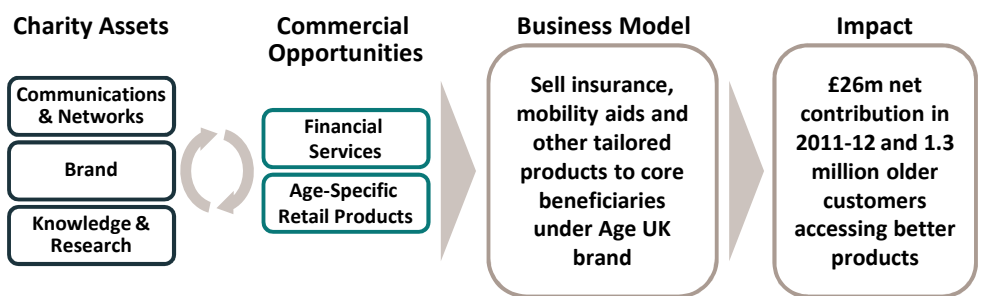 Charity Assets
Communications
& Networks
Brand
Knowledge &
Research
Commercial
Opportunities
Financial
Services
Age-Specific
Retail Products
Business Model
Sell insurance,
mobility aids and
other tailored
products to core
beneficiaries
under Age UK
brand
Impact
£26m net
contribution in
2011-12 and 1.3
million older
customers
accessing better
products